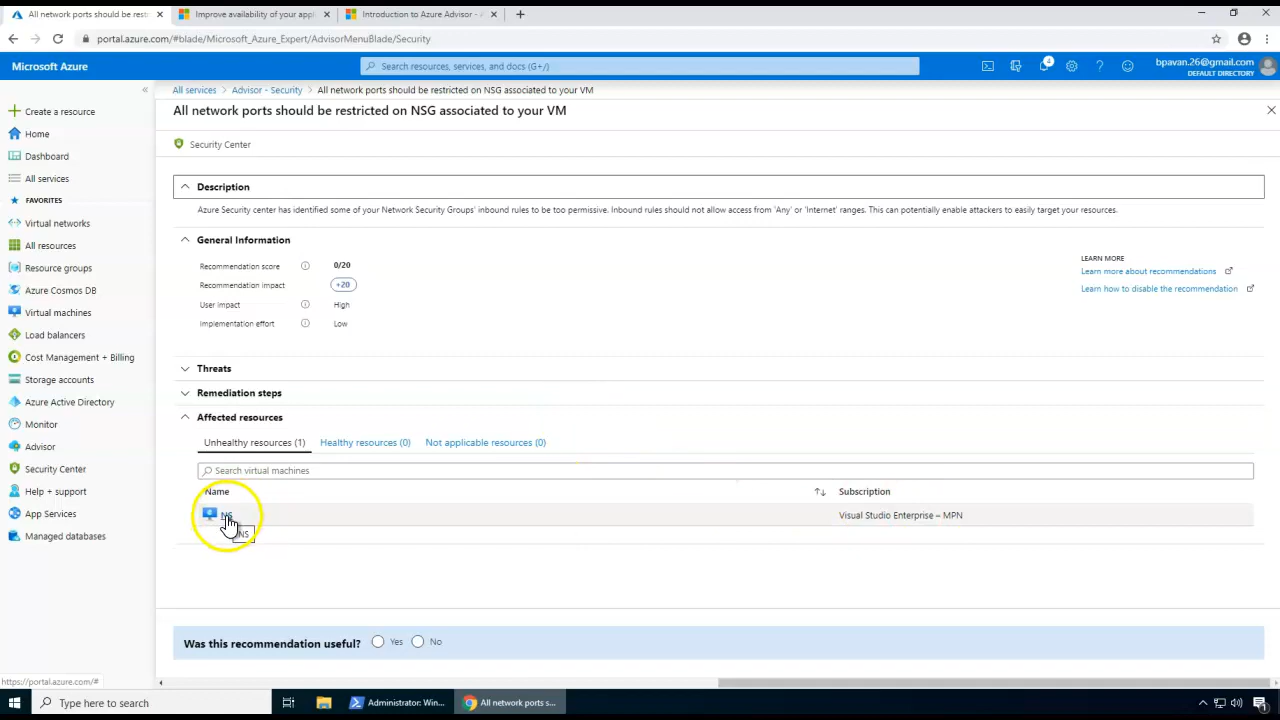 All services should be restr
Improve availability of your appl
Introduction to Azure Advisor - A
portal.azure.com/#blade/Microsoft_Azure_Expert/AdvisorMenuBlade/Security
Microsoft Azure
Search resources, services, and docs (G+/)
4
bpavan.26@gmail.com
DEFAULT DIRECTORY
Create a resource
Home
Dashboard
All services
FAVORITES
Virtual networks
All resources
Resource groups
Azure Cosmos DB
Virtual machines
Load balancers
Cost Management + Billing
Storage accounts
Azure Active Directory
Monitor
Advisor
Security Center
Help + support
App Services
Managed databases
https://portal.azure.com/#
All services
Advisor - Security
All network ports should be restricted on NSG associated to your VM
All network ports should be restricted on NSG associated to your VM
Security Center
Description
Azure Security center has identified some of your Network Security Groups' inbound rules to be too permissive. Inbound rules should not allow access from 'Any' or 'Internet' ranges. This can potentially enable attackers to easily target your resources.
General Information
Recommendation score 0/20
Recommendation impact +20
User impact High
Implementation effort Low
LEARN MORE
Learn more about recommendations
Learn how to disable the recommendation
Threats
Remediation steps
Affected resources
Unhealthy resources (1) Healthy resources (0) Not applicable resources (0)
Search virtual machines
Name Subscription
NS Visual Studio Enterprise – MPN
NS
Was this recommendation useful? Yes No
Type here to search
Administrator: Win...
All network ports s...
1